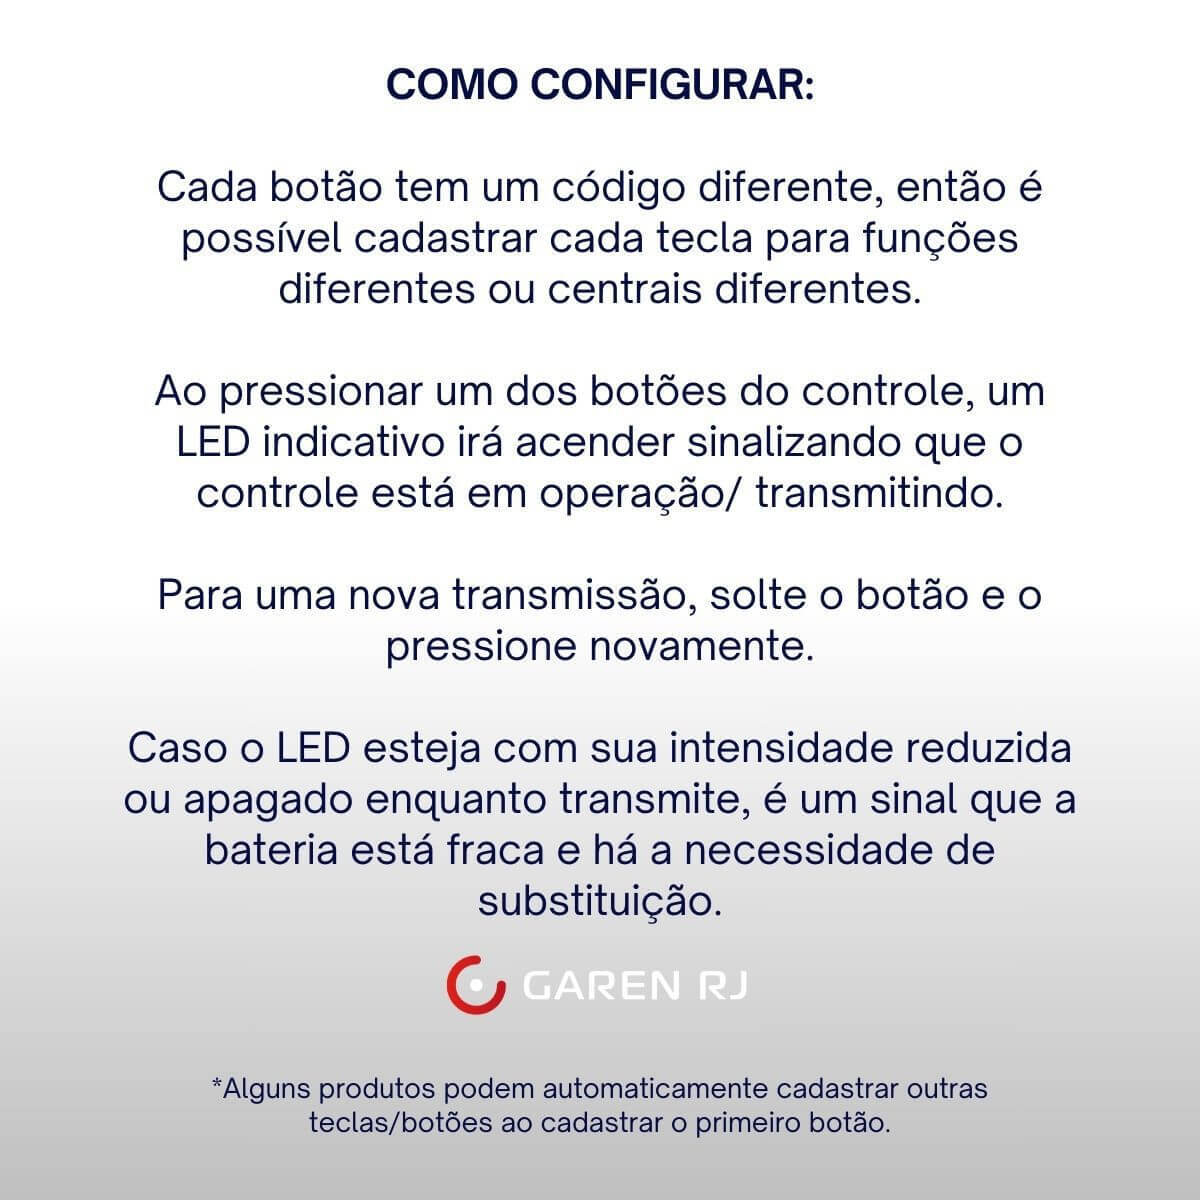 COMO CONFIGURAR:
Cada botão tem um código diferente, então é
possível cadastrar cada tecla para funções
diferentes ou centrais diferentes.
Ao pressionar um dos botões do controle, um
LED indicativo irá acender sinalizando que o
controle está em operação/ transmitindo.
Para uma nova transmissão, solte o botão e o
pressione novamente.
Caso o LED esteja com sua intensidade reduzida
ou apagado enquanto transmite, é um sinal que a
bateria está fraca e há a necessidade de
substituição.
GAREN RJ
*Alguns produtos podem automaticamente cadastrar outras
teclas/botões ao cadastrar o primeiro botão.